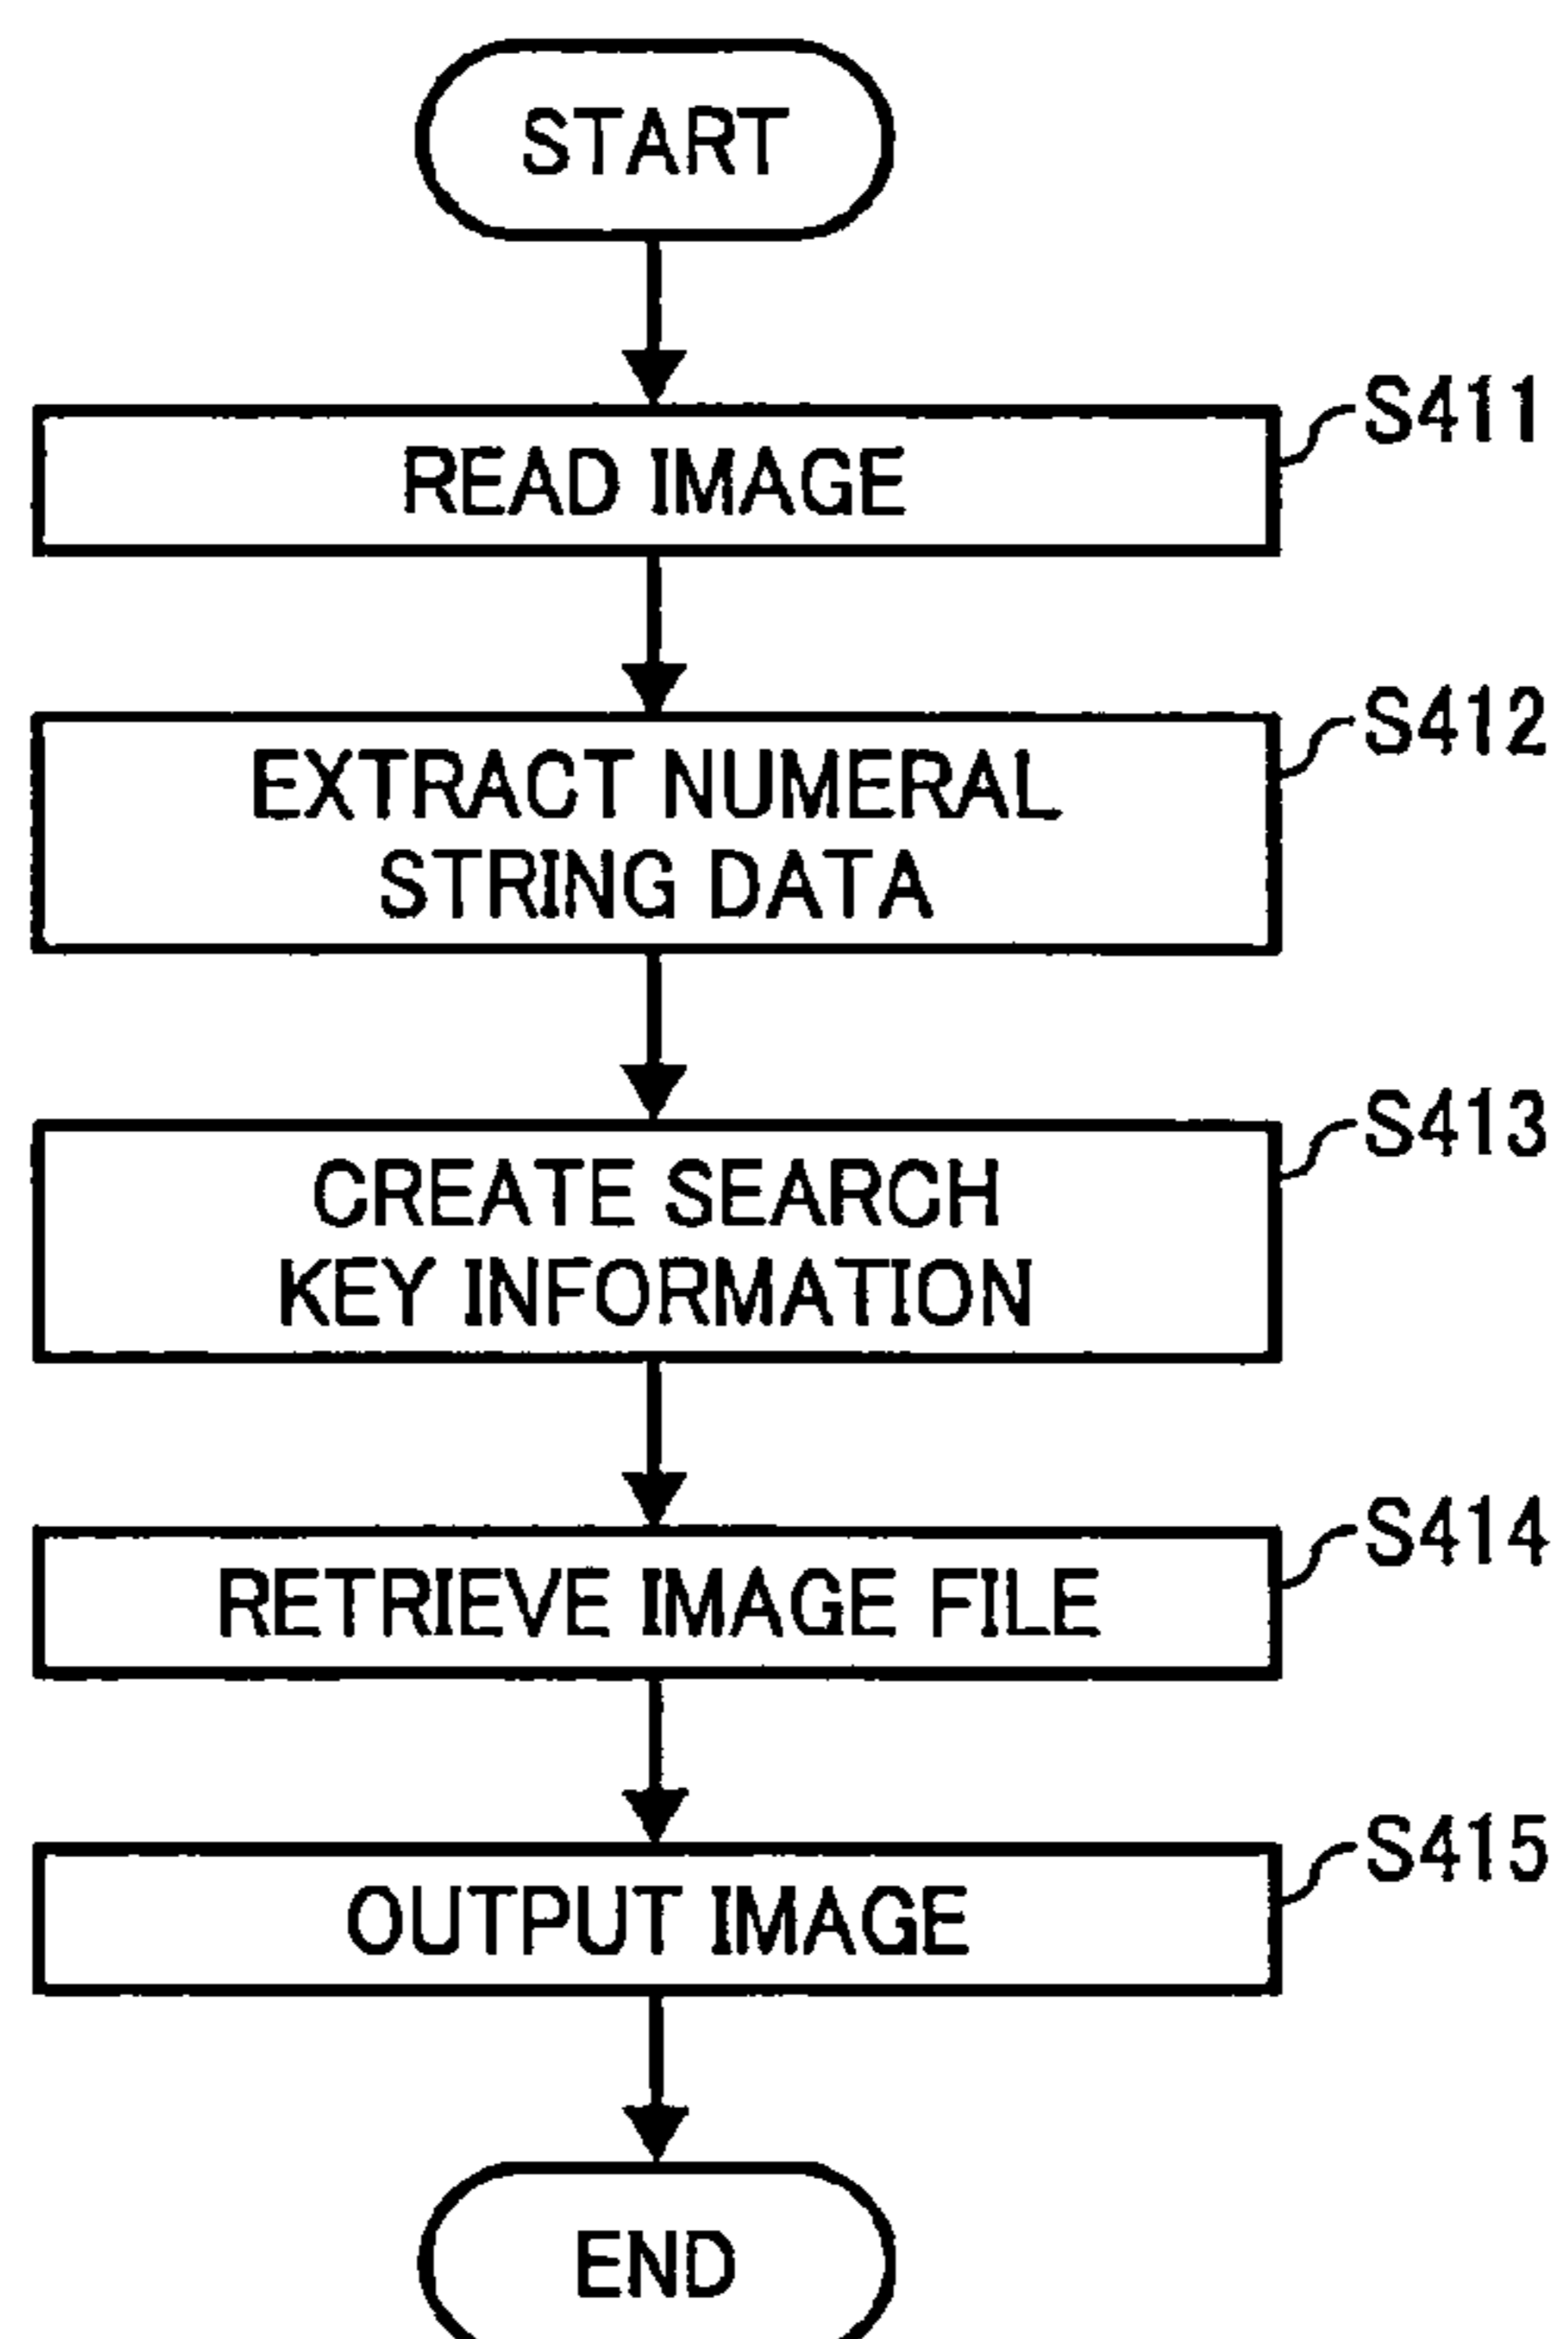 START
S411
READ IMAGE
S412
EXTRACT NUMERAL
STRING DATA
S413
CREATE SEARCH
KEY INFORMATION
S414
RETRIEVE IMAGE FILE
S415
OUTPUT IMAGE
END